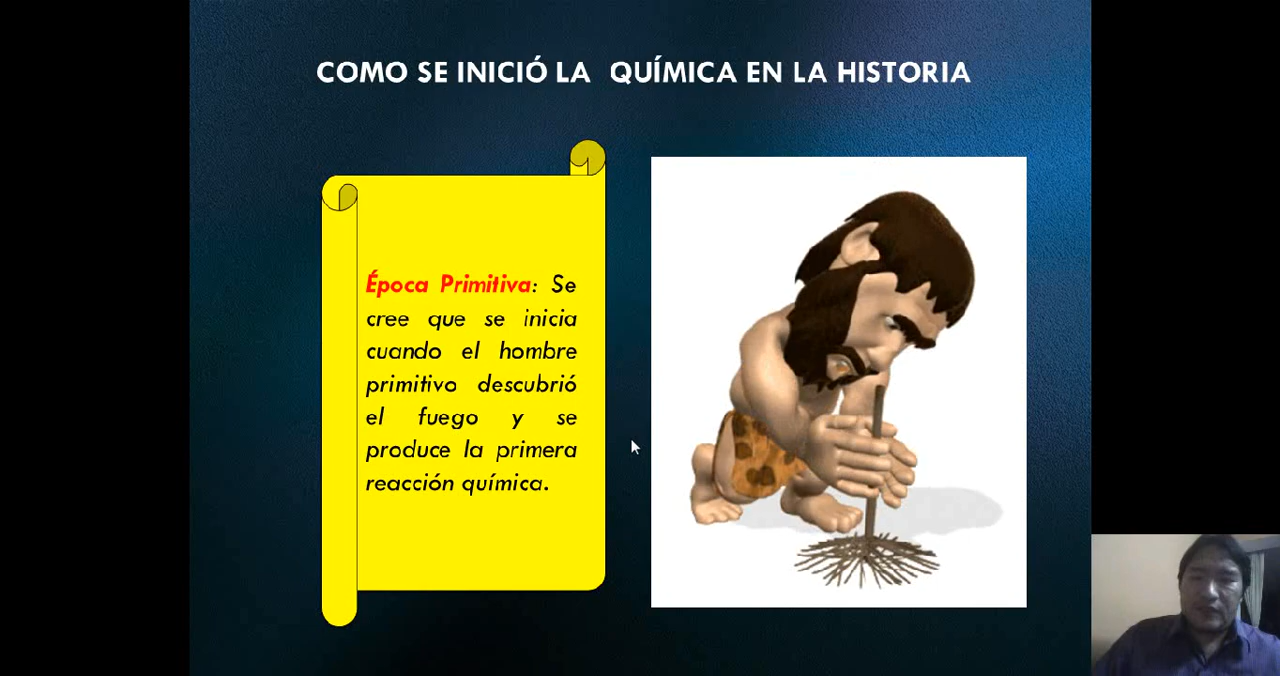 COMO SE INICIÓ LA QUÍMICA EN LA HISTORIA
Época Primitiva: Se
cree que se inicia
cuando el hombre
primitivo descubrió
el fuego y se
produce la primera
reacción química.